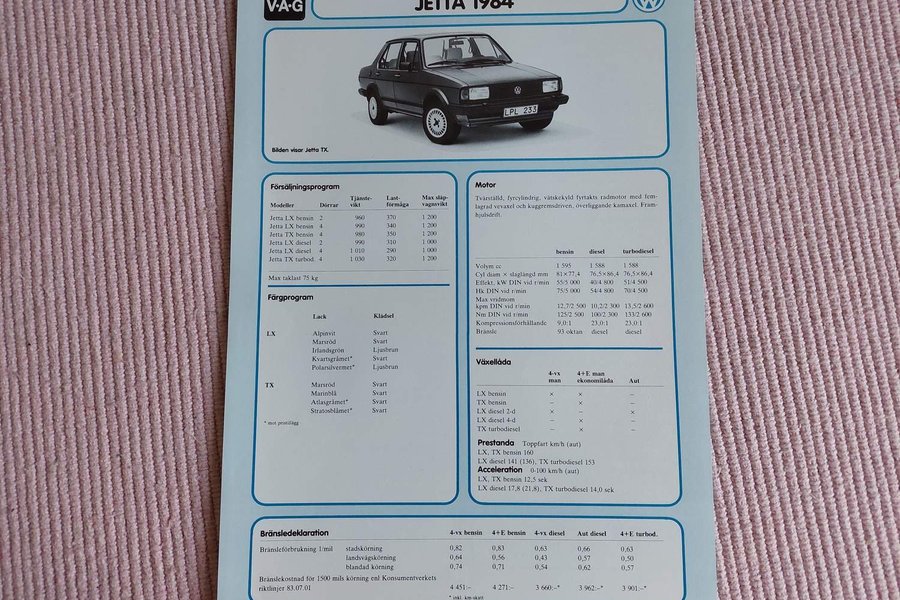 V·A·G
JETTA 1984
LPL 233
Bilden visar Jetta TX.
Försäljningsprogram
Modeller Dörrar Tjänstevikt Lastförmåga Max släpvagnsvikt
Jetta LX bensin 2 960 370 1 200
Jetta LX bensin 4 990 340 1 200
Jetta TX bensin 4 980 350 1 200
Jetta LX diesel 2 990 310 1 000
Jetta LX diesel 4 1 010 290 1 000
Jetta TX turbod. 4 1 030 320 1 200
Max taklast 75 kg
Färgprogram
Lack Klädsel
LX Alpinvit Svart
Marsröd Svart
Irlandsgrön Ljusbrun
Kvartsgråmet* Svart
Polarsilvermet* Ljusbrun
TX Marsröd Svart
Marinblå Svart
Atlasgråmet* Svart
Stratosblåmet* Svart
* mot pristillägg
Motor
Tvärställd, fyrcylindrig, vätskekyld fyrtakts radmotor med fem-
lagrad vevaxel och kuggremsdriven, överliggande kamaxel. Fram-
hjulsdrift.
bensin diesel turbodiesel
Volym cc 1 595 1 588 1 588
Cyl diam × slaglängd mm 81×77,4 76,5×86,4 76,5×86,4
Effekt, kW DIN vid r/min 55/5 000 40/4 800 51/4 500
Hk DIN vid r/min 75/5 000 54/4 800 70/4 500
Max vridmom
kpm DIN vid r/min 12,7/2 500 10,2/2 300 13,5/2 600
Nm DIN vid r/min 125/2 500 100/2 300 133/2 600
Kompressionsförhållande 9,0:1 23,0:1 23,0:1
Bränsle 93 oktan diesel diesel
Växellåda
4-vx man 4+E man ekonomilåda Aut
LX bensin × × –
TX bensin – × –
LX diesel 2-d × – ×
LX diesel 4-d – × –
TX turbodiesel – × –
Prestanda Toppfart km/h (aut)
LX, TX bensin 160
LX diesel 141 (136), TX turbodiesel 153
Acceleration 0-100 km/h (aut)
LX, TX bensin 12,5 sek
LX diesel 17,8 (21,8), TX turbodiesel 14,0 sek
Bränsledeklaration 4-vx bensin 4+E bensin 4-vx diesel Aut diesel 4+E turbod.
Bränsleförbrukning l/mil stadskörning 0,82 0,83 0,63 0,66 0,63
landsvägskörning 0,64 0,56 0,43 0,57 0,50
blandad körning 0,74 0,71 0,54 0,62 0,57
Bränslekostnad för 1500 mils körning enl Konsumentverkets
riktlinjer 83.07.01 4 451:– 4 271:– 3 660:–* 3 962:–* 3 901:–*
* inkl. km-skatt